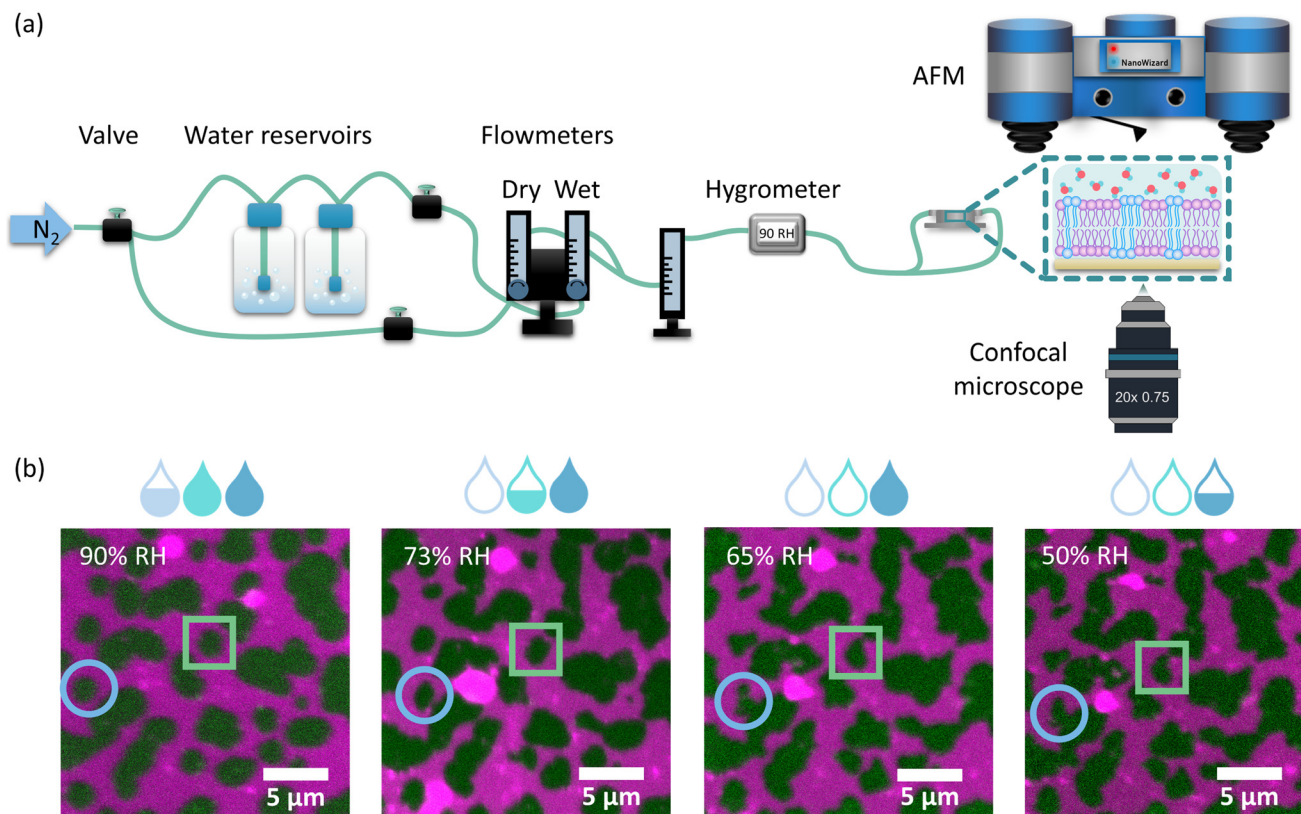 (a)
NanoWizard
AFM
Valve
Water reservoirs
Flowmeters
Dry Wet
Hygrometer
N2
90 RH
Confocal
microscope
20x 0.75
(b)
90% RH
73% RH
65% RH
50% RH
5 µm
5 µm
5 µm
5 µm